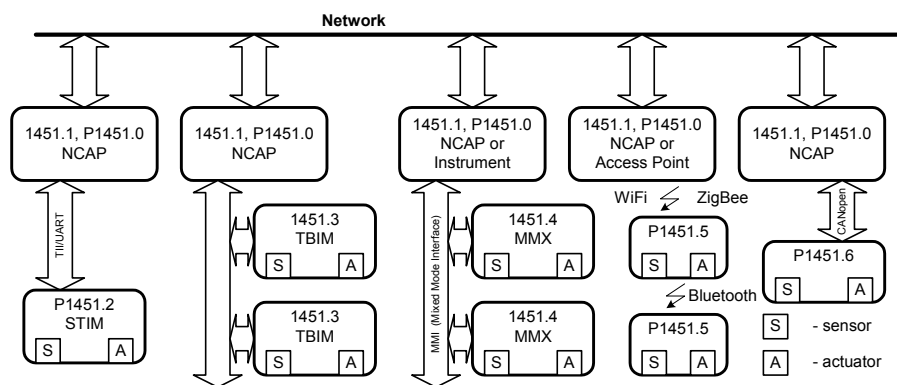 Network
1451.1, P1451.0
NCAP
1451.1, P1451.0
NCAP
1451.1, P1451.0
NCAP or
Instrument
1451.1, P1451.0
NCAP or
Access Point
1451.1, P1451.0
NCAP
TII/UART
P1451.2
STIM
S
A
1451.3
TBIM
S
A
1451.3
TBIM
S
A
MMI (Mixed Mode Interface)
1451.4
MMX
S
A
1451.4
MMX
S
A
WiFi
ZigBee
P1451.5
S
A
Bluetooth
P1451.5
S
A
CANopen
P1451.6
S
A
S - sensor
A - actuator